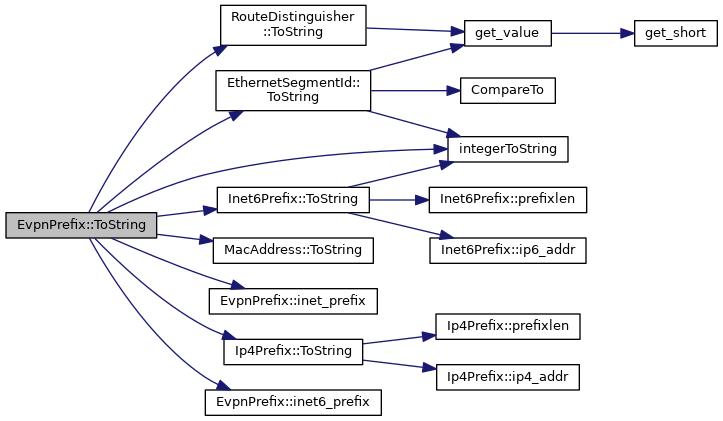 EvpnPrefix::ToString
RouteDistinguisher
::ToString
EthernetSegmentId::
ToString
Inet6Prefix::ToString
MacAddress::ToString
EvpnPrefix::inet_prefix
Ip4Prefix::ToString
EvpnPrefix::inet6_prefix
get_value
CompareTo
integerToString
Inet6Prefix::prefixlen
Inet6Prefix::ip6_addr
Ip4Prefix::prefixlen
Ip4Prefix::ip4_addr
get_short